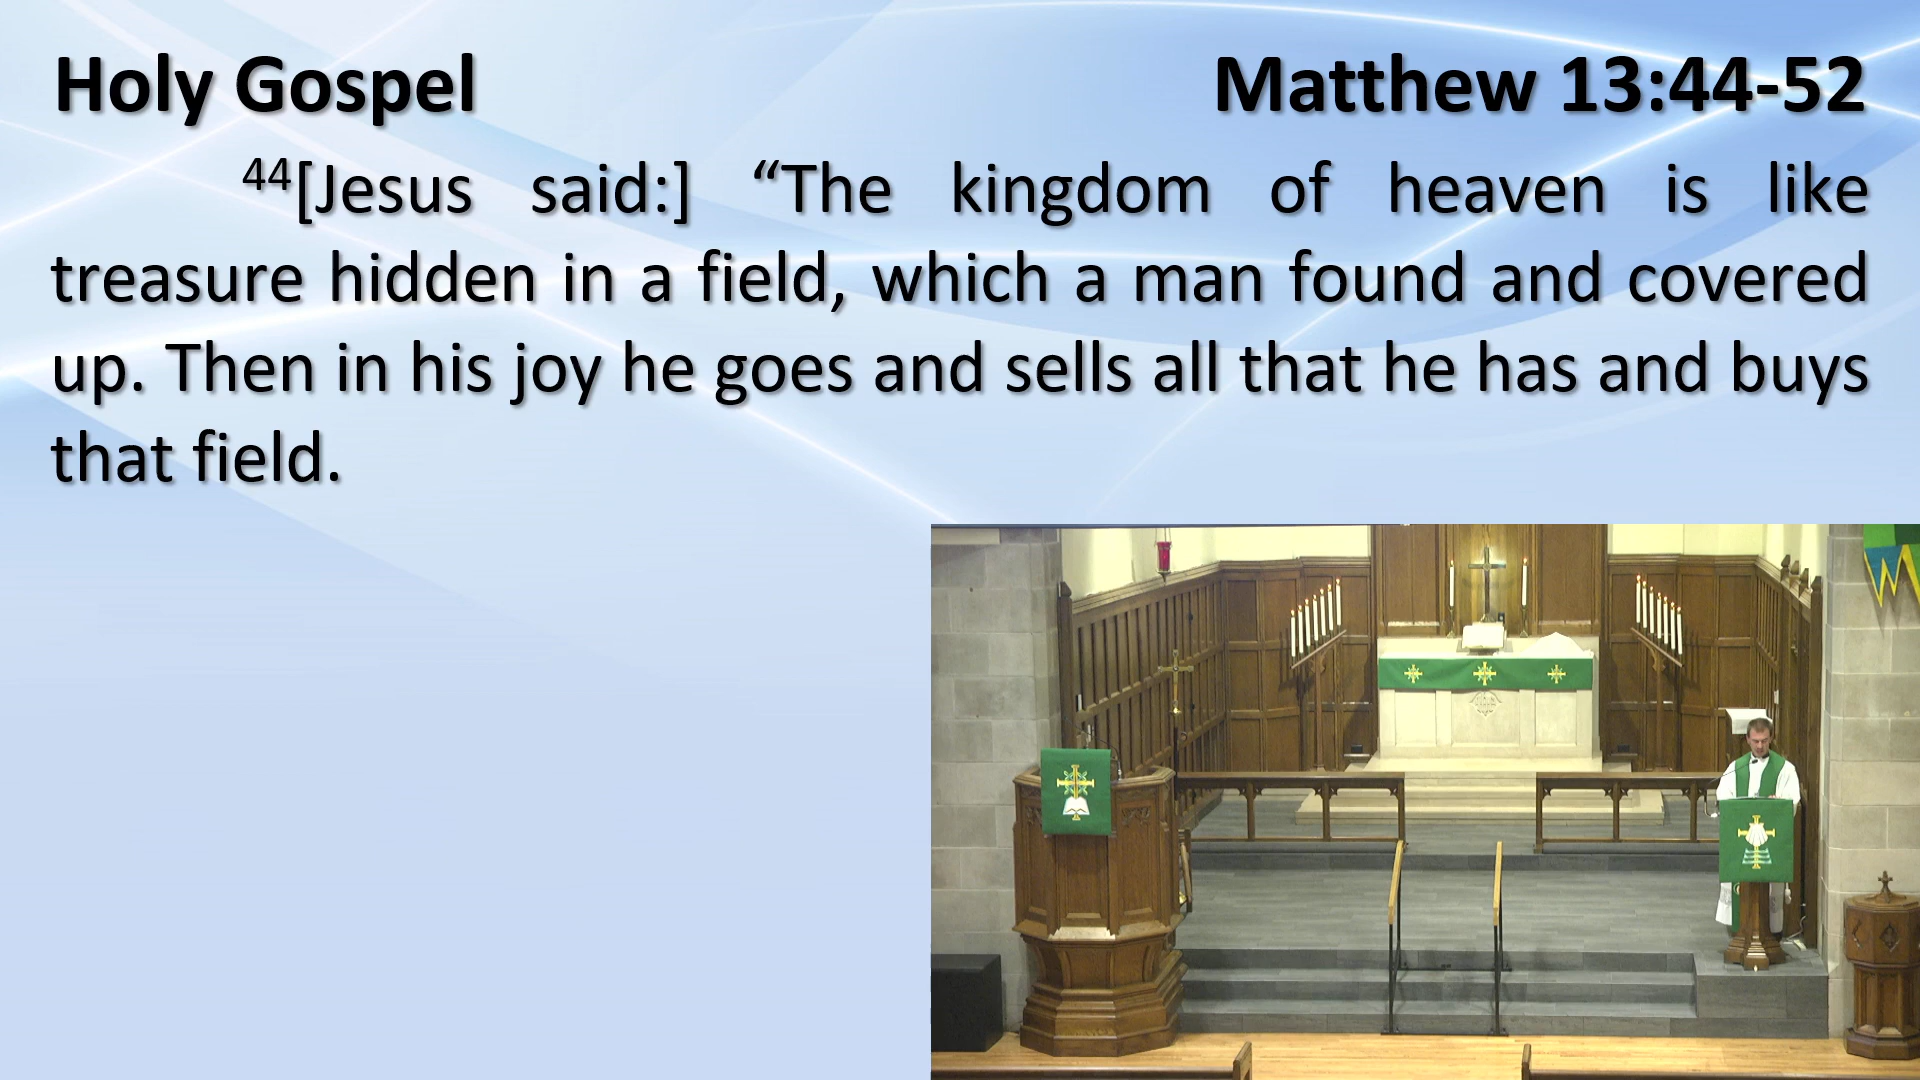 Holy Gospel Matthew 13:44-52
44[Jesus said:] “The kingdom of heaven is like
treasure hidden in a field, which a man found and covered
up. Then in his joy he goes and sells all that he has and buys
that field.